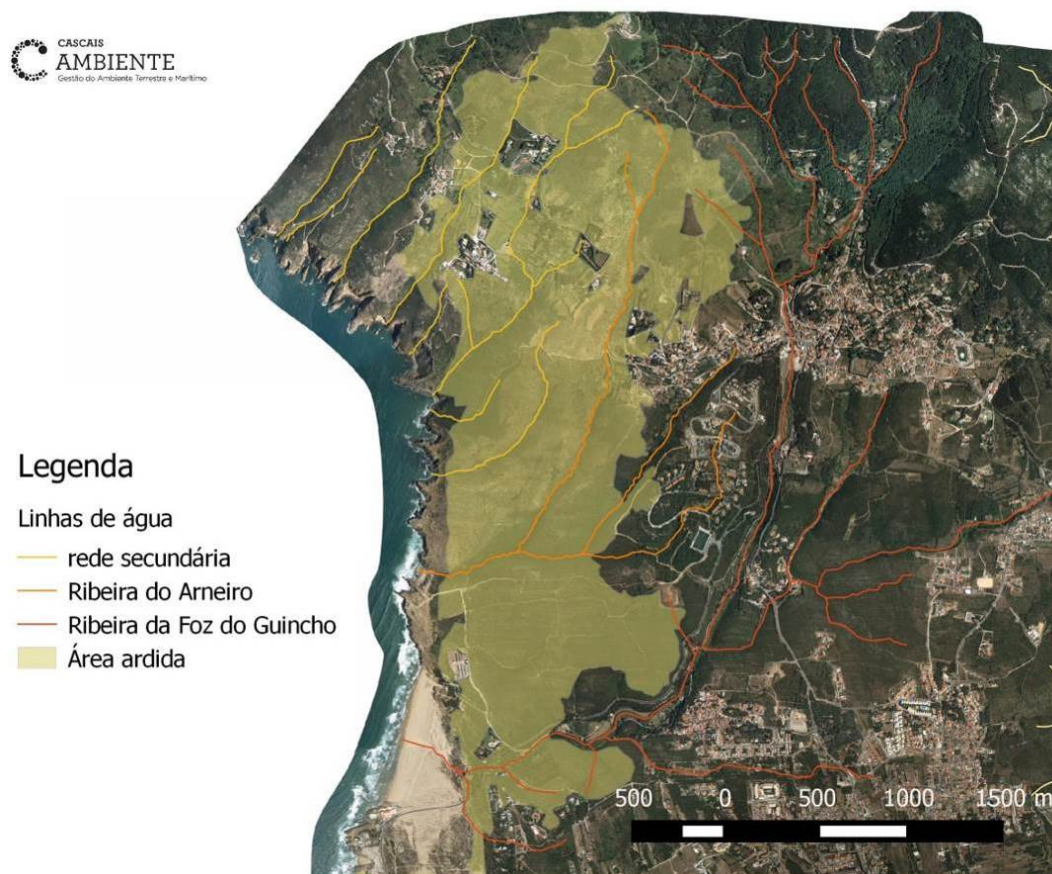 CASCAIS
AMBIENTE
Gestão do Ambiente Terrestre e Marítimo
Legenda
Linhas de água
rede secundária
Ribeira do Arneiro
Ribeira da Foz do Guincho
Área ardida
500 0 500 1000 1500 m